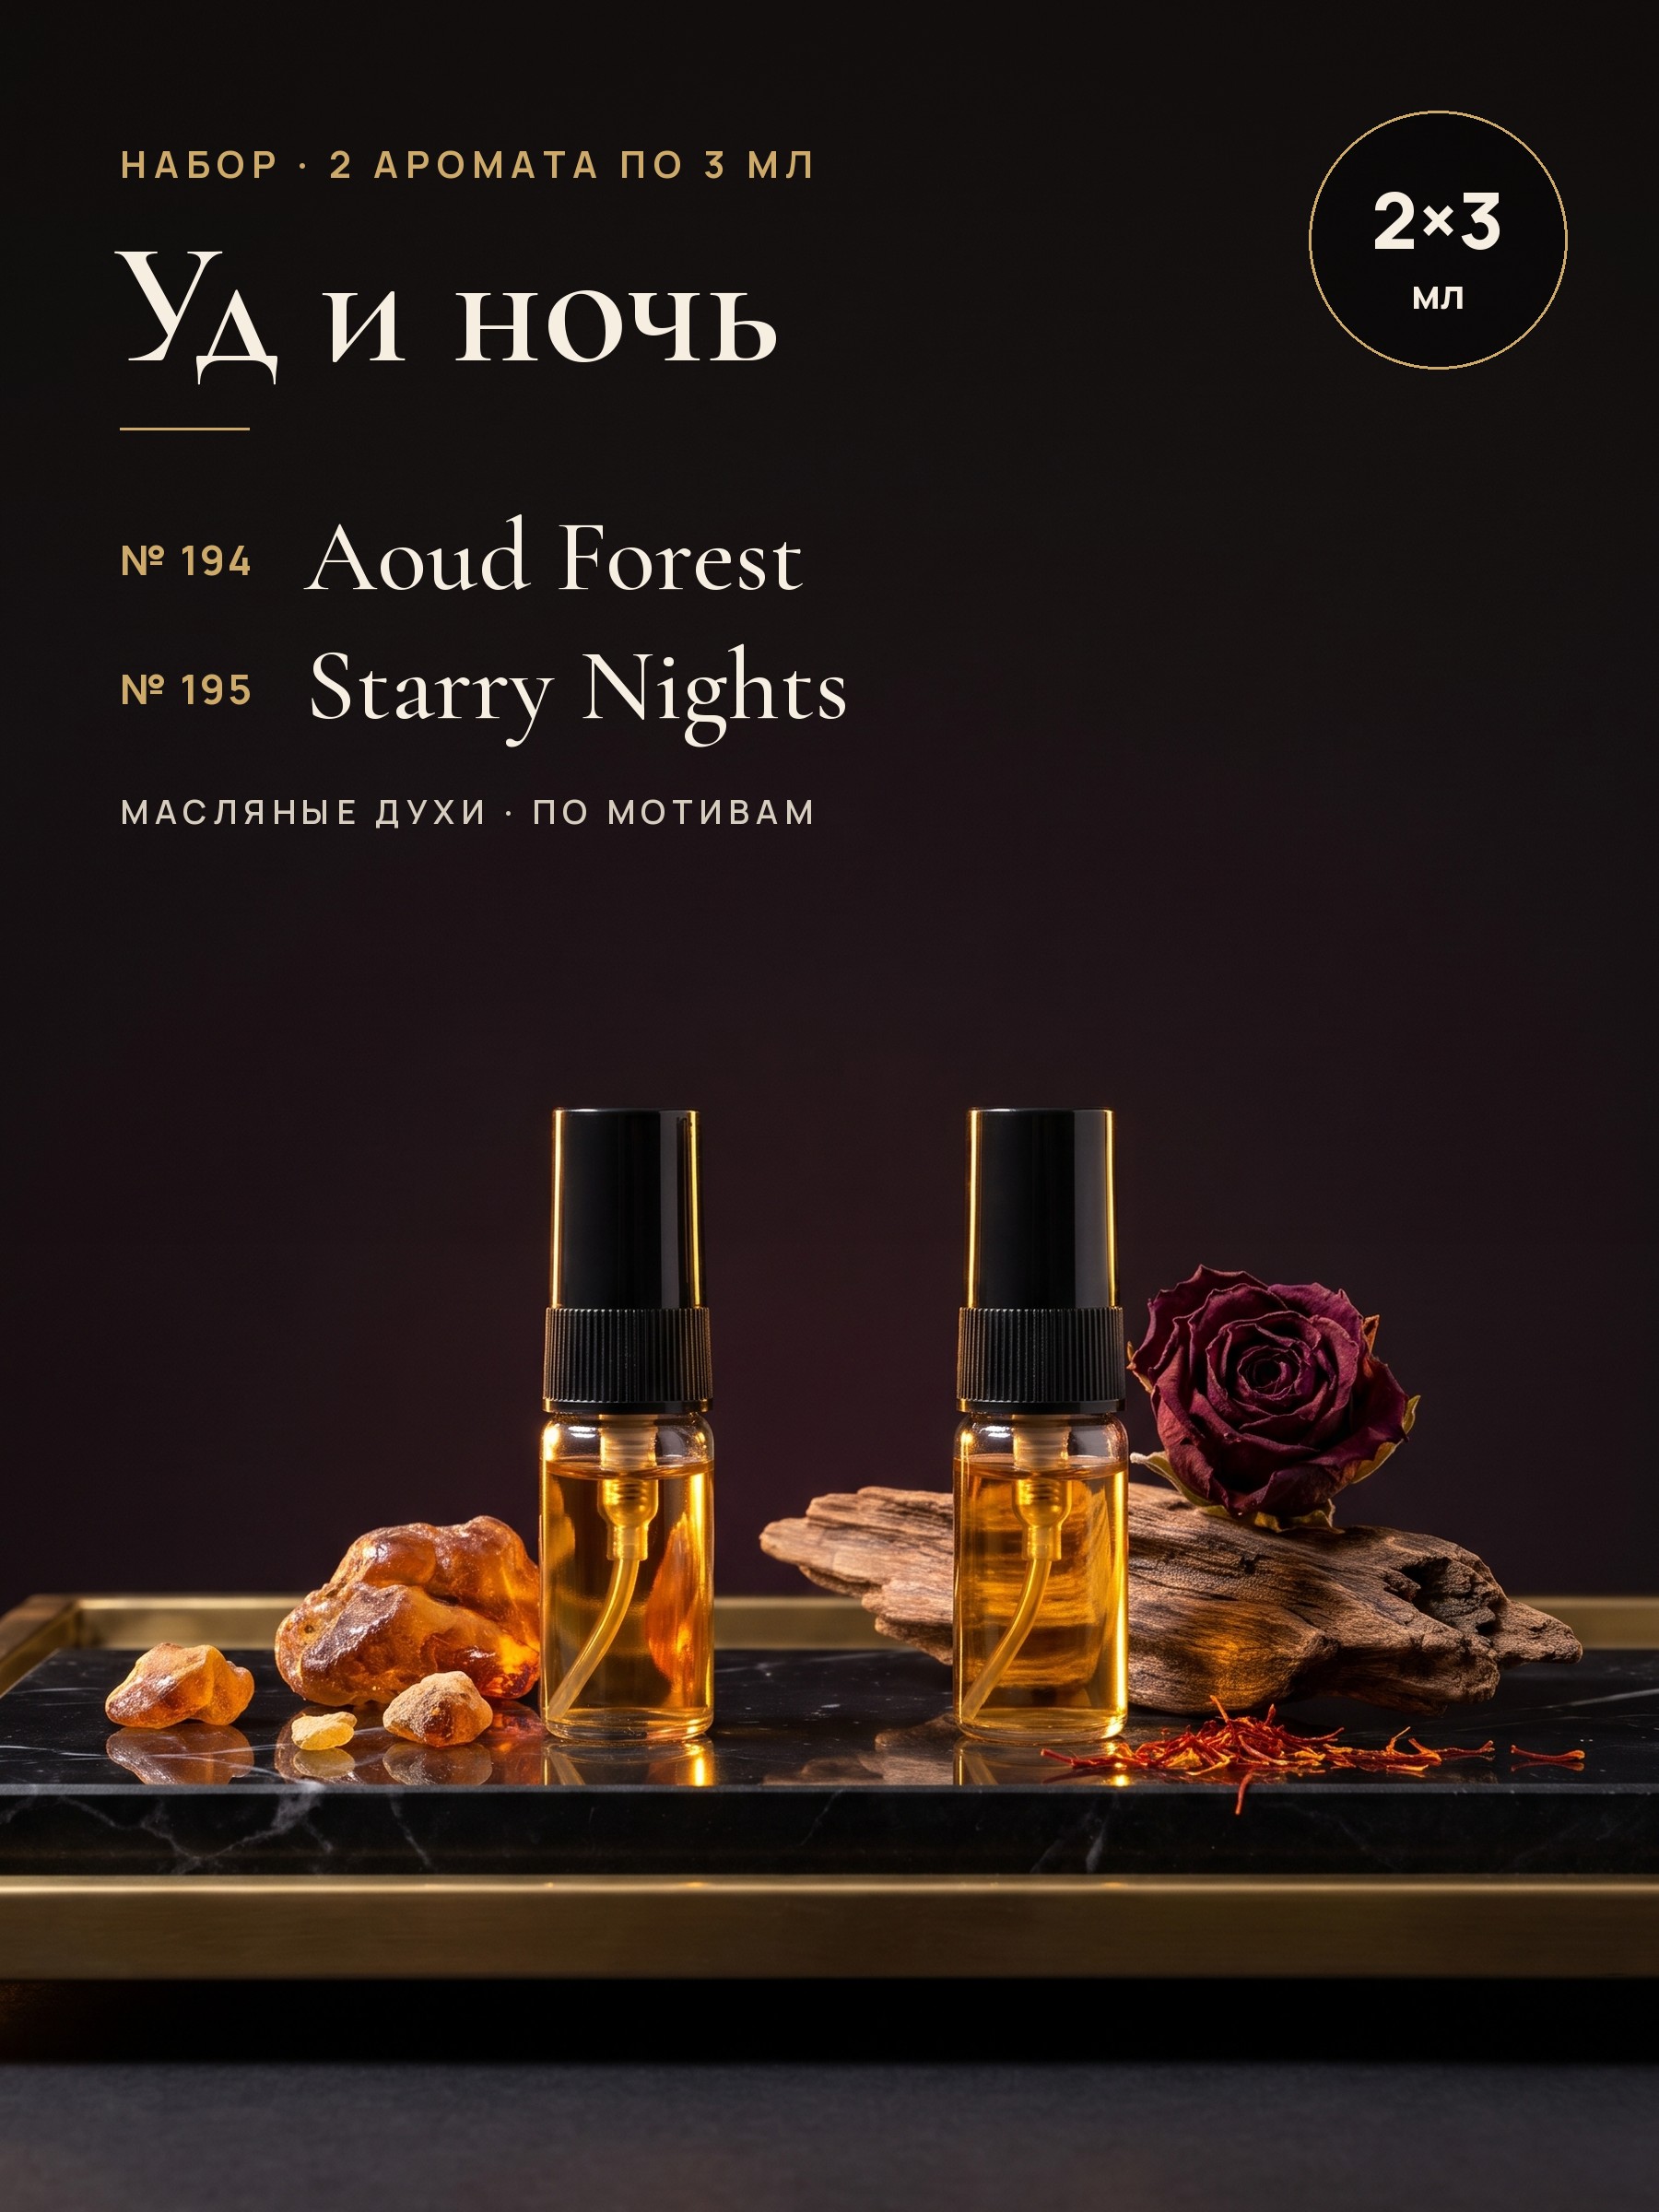 НАБОР · 2 АРОМАТА ПО 3 МЛ
2×3
мл
Уд и ночь
№ 194 Aoud Forest
№ 195 Starry Nights
МАСЛЯНЫЕ ДУХИ · ПО МОТИВАМ